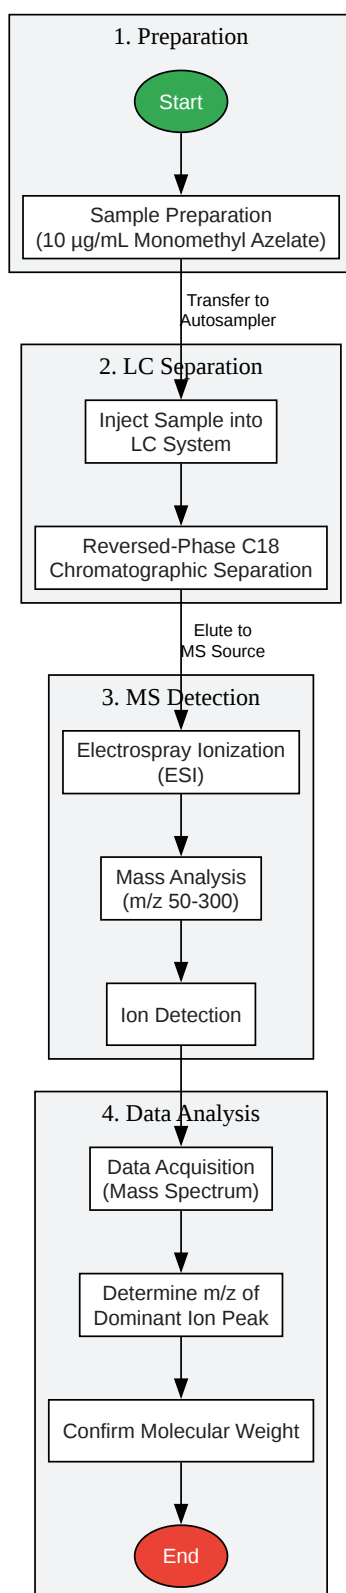 1. Preparation
Start
Sample Preparation
(10 µg/mL Monomethyl Azelate)
Transfer to
Autosampler
2. LC Separation
Inject Sample into
LC System
Reversed-Phase C18
Chromatographic Separation
Elute to
MS Source
3. MS Detection
Electrospray Ionization
(ESI)
Mass Analysis
(m/z 50-300)
Ion Detection
4. Data Analysis
Data Acquisition
(Mass Spectrum)
Determine m/z of
Dominant Ion Peak
Confirm Molecular Weight
End